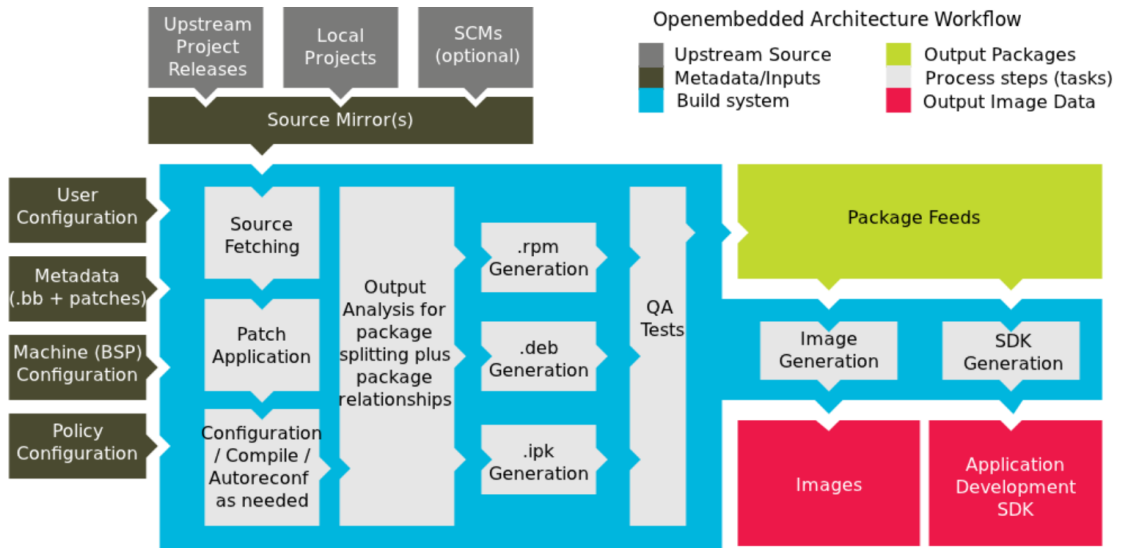 Openembedded Architecture Workflow
Upstream Source
Metadata/Inputs
Build system
Output Packages
Process steps (tasks)
Output Image Data
Upstream
Project
Releases
Local
Projects
SCMs
(optional)
Source Mirror(s)
User
Configuration
Metadata
(.bb + patches)
Machine (BSP)
Configuration
Policy
Configuration
Source
Fetching
Patch
Application
Configuration
/ Compile /
Autoreconf
as needed
Output
Analysis for
package
splitting plus
package
relationships
.rpm
Generation
.deb
Generation
.ipk
Generation
QA
Tests
Package Feeds
Image
Generation
SDK
Generation
Images
Application
Development
SDK